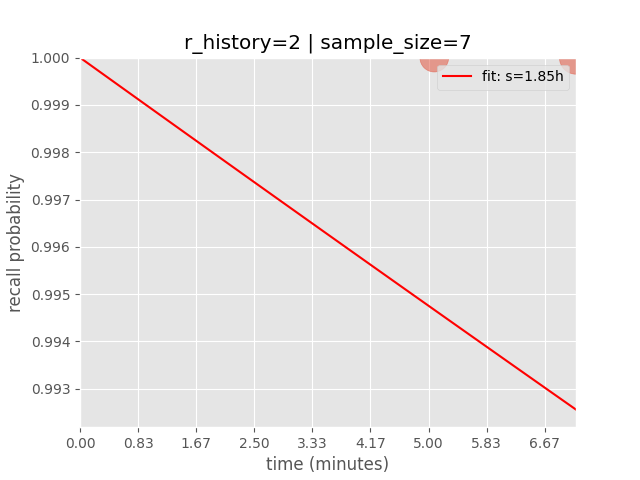 r_history=2 | sample_size=7
fit: s=1.85h
recall probability
1.000
0.999
0.998
0.997
0.996
0.995
0.994
0.993
0.00 0.83 1.67 2.50 3.33 4.17 5.00 5.83 6.67
time (minutes)